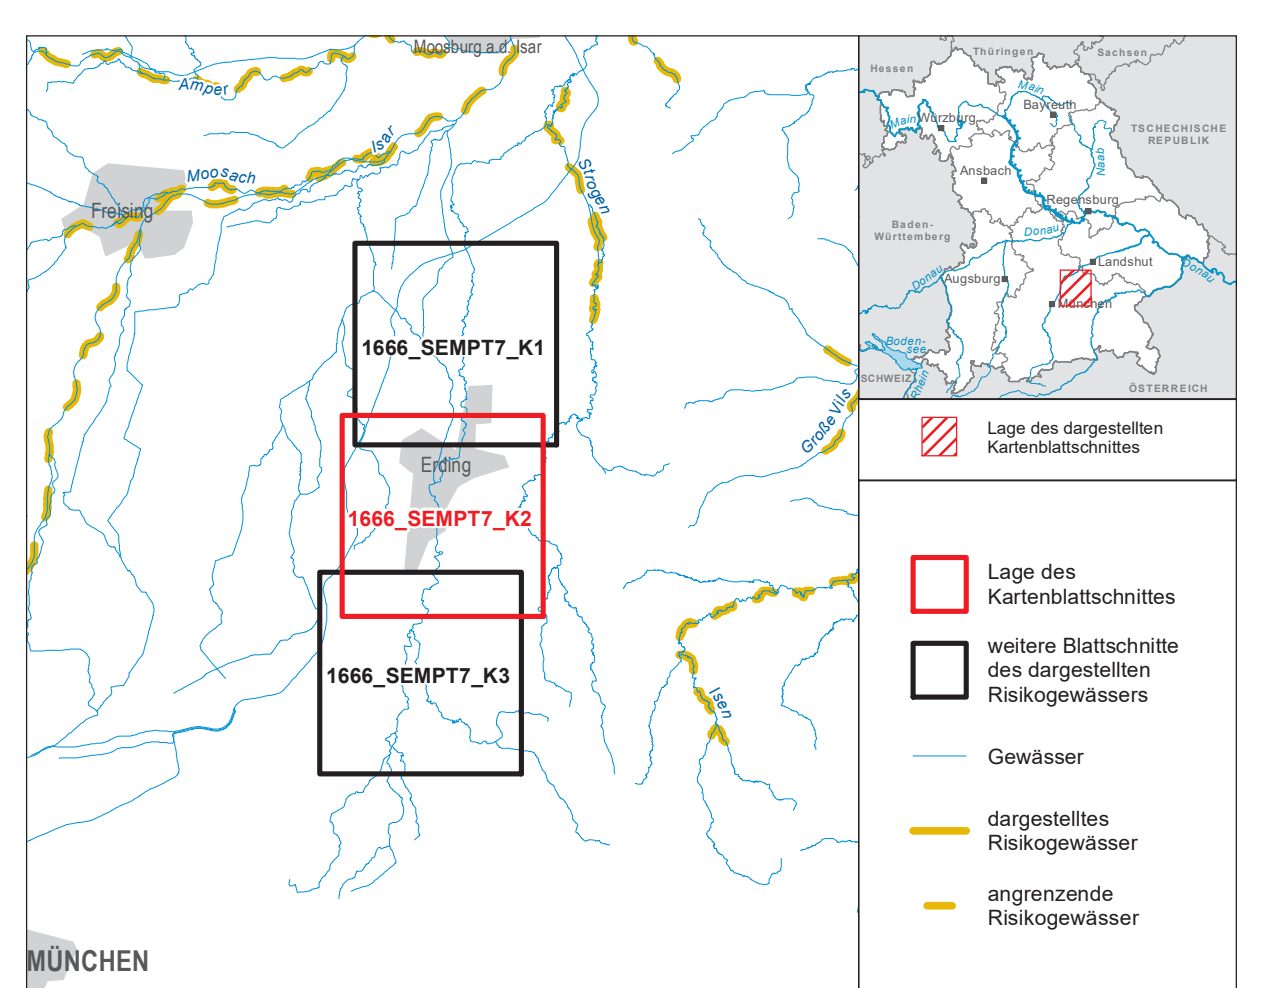 Moosburg a.d. Isar
Amper
Isar
Moosach
Strogen
Freising
1666_SEMPT7_K1
Große Vils
Erding
1666_SEMPT7_K2
1666_SEMPT7_K3
Isen
MÜNCHEN
Thüringen
Sachsen
Hessen
Main
Bayreuth
Main
Würzburg
TSCHECHISCHE
REPUBLIK
Naab
Ansbach
Regensburg
Baden-
Württemberg
Donau
Landshut
Donau
Augsburg
Donau
München
Boden-
see
SCHWEIZ
Rhein
ÖSTERREICH
Lage des dargestellten
Kartenblattschnittes
Lage des
Kartenblattschnittes
weitere Blattschnitte
des dargestellten
Risikogewässers
Gewässer
dargestelltes
Risikogewässer
angrenzende
Risikogewässer